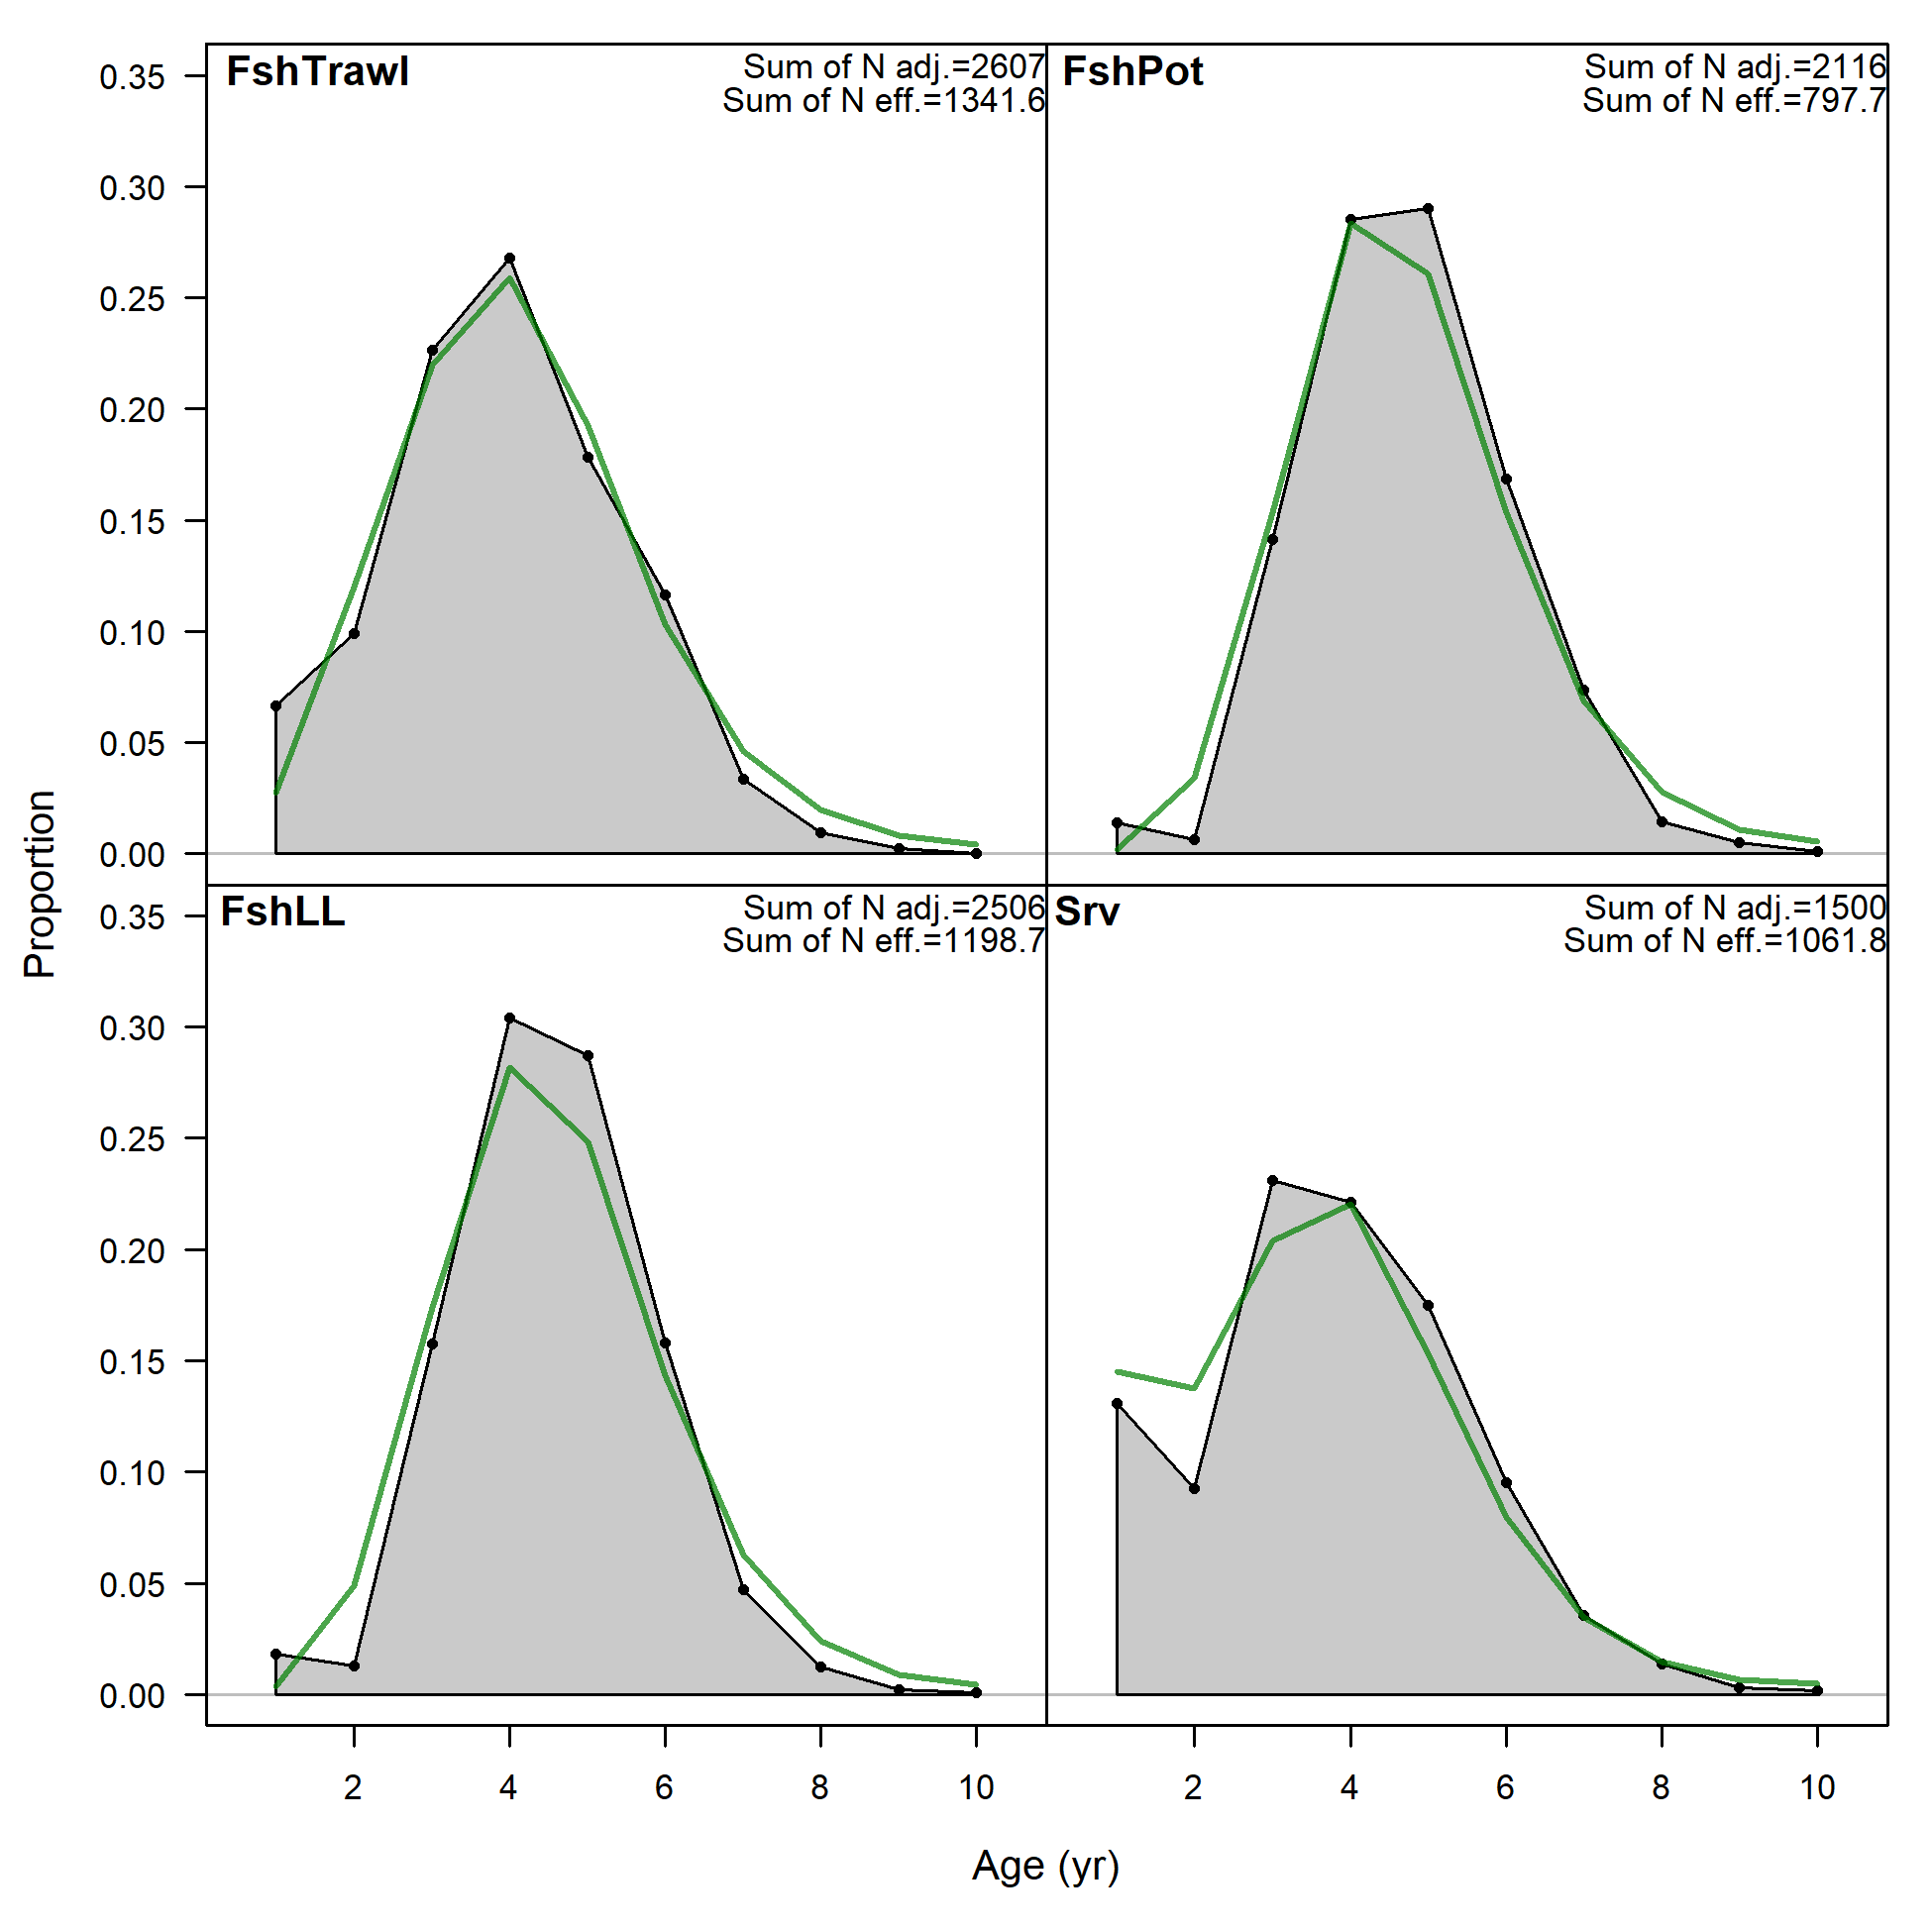 Proportion
FshTrawl
Sum of N adj.=2607
Sum of N eff.=1341.6
0.35
0.30
0.25
0.20
0.15
0.10
0.05
0.00
FshPot
Sum of N adj.=2116
Sum of N eff.=797.7
FshLL
Sum of N adj.=2506
Sum of N eff.=1198.7
0.35
0.30
0.25
0.20
0.15
0.10
0.05
0.00
Srv
Sum of N adj.=1500
Sum of N eff.=1061.8
2 4 6 8 10
2 4 6 8 10
Age (yr)